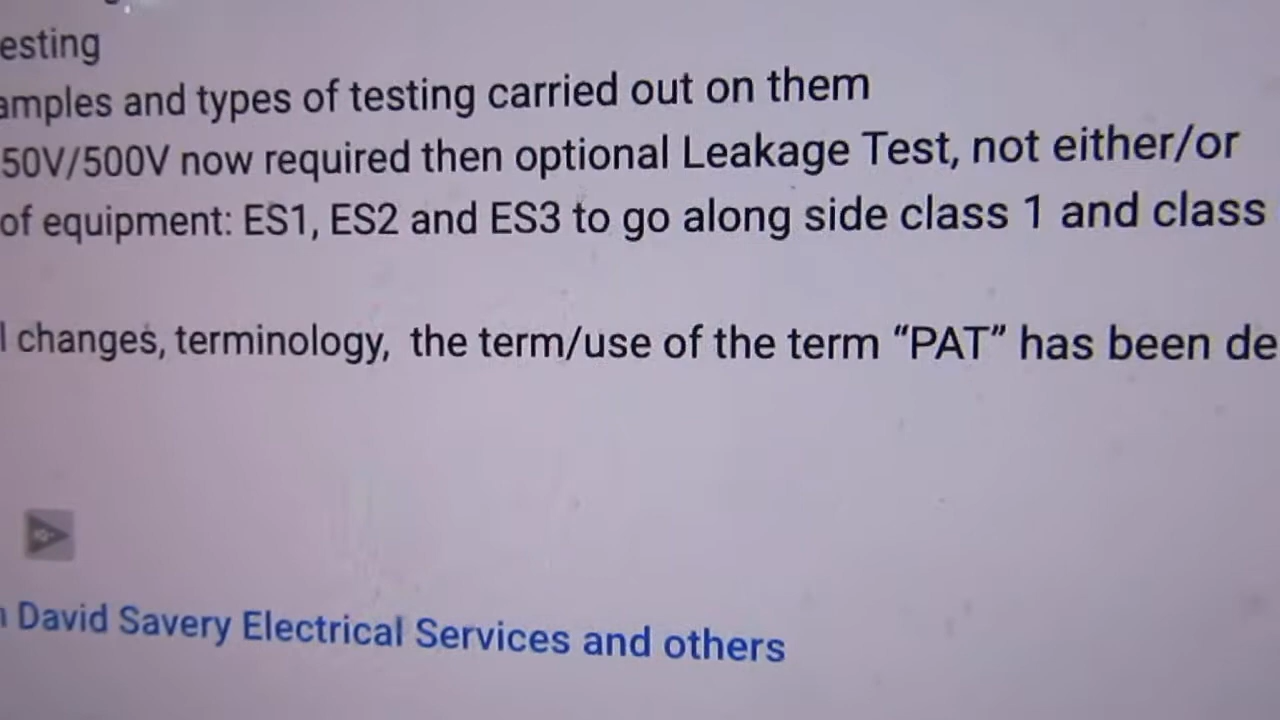 esting
amples and types of testing carried out on them
50V/500V now required then optional Leakage Test, not either/or
of equipment: ES1, ES2 and ES3 to go along side class 1 and class
l changes, terminology, the term/use of the term “PAT” has been de
David Savery Electrical Services and others